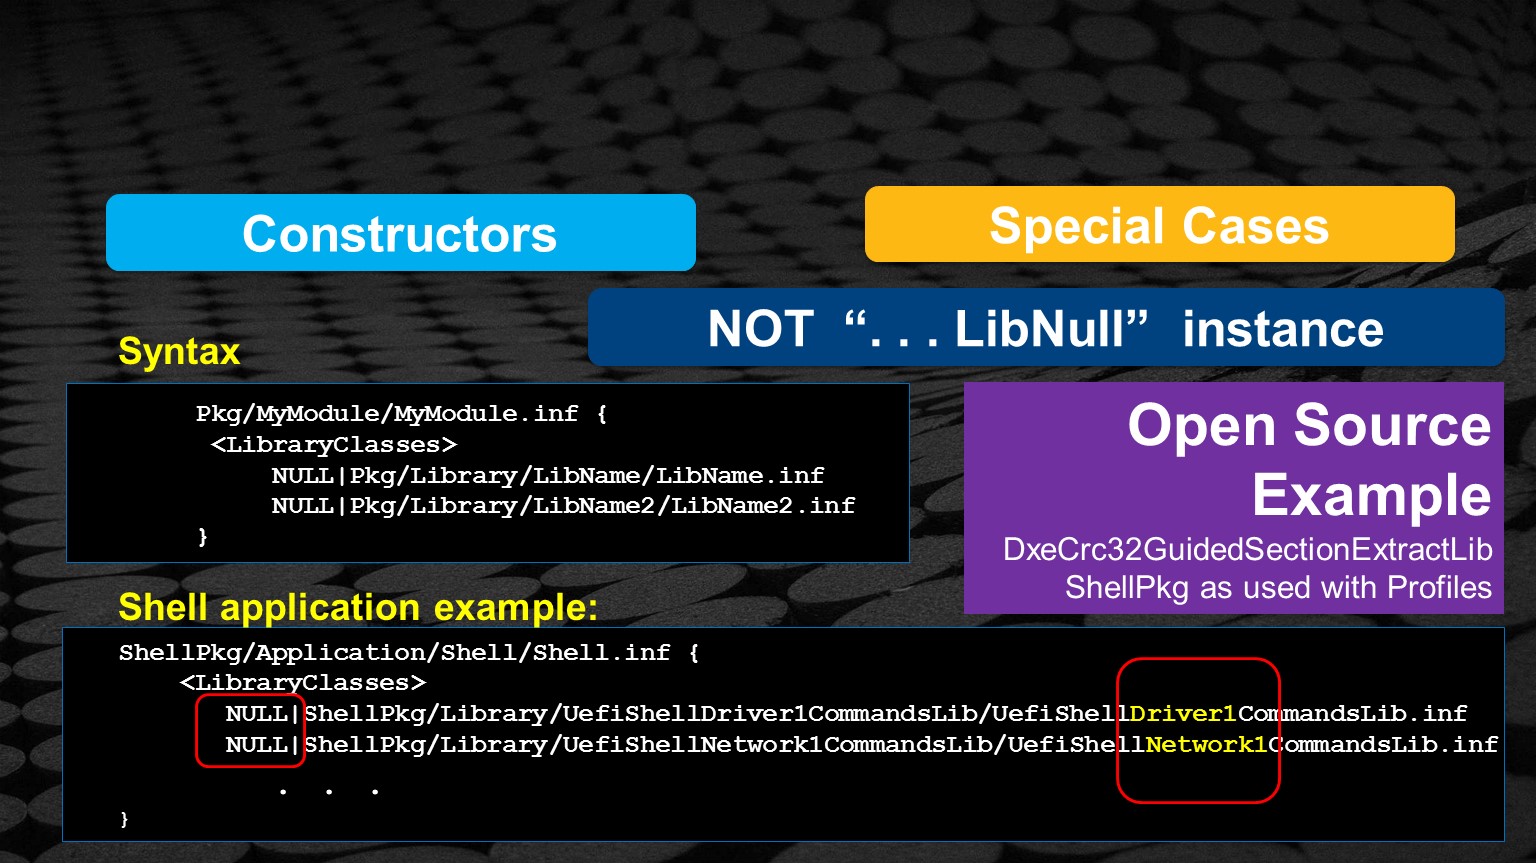 Constructors
Special Cases
NOT “. . . LibNull” instance
Syntax
Pkg/MyModule/MyModule.inf {
<LibraryClasses>
NULL|Pkg/Library/LibName/LibName.inf
NULL|Pkg/Library/LibName2/LibName2.inf
}
Open Source
Example
DxeCrc32GuidedSectionExtractLib
ShellPkg as used with Profiles
Shell application example:
ShellPkg/Application/Shell/Shell.inf {
<LibraryClasses>
NULL|ShellPkg/Library/UefiShellDriver1CommandsLib/UefiShellDriver1CommandsLib.inf
NULL|ShellPkg/Library/UefiShellNetwork1CommandsLib/UefiShellNetwork1CommandsLib.inf
. . .
}